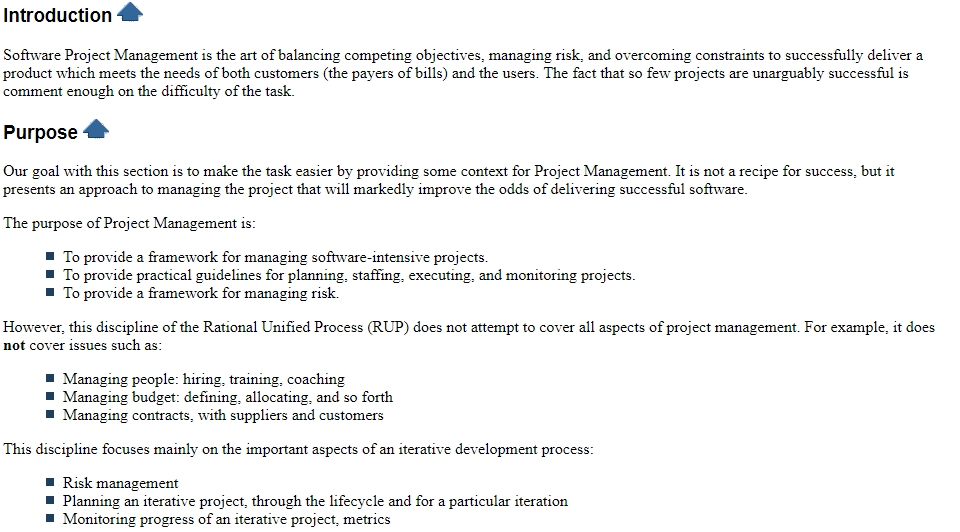 Introduction
Software Project Management is the art of balancing competing objectives, managing risk, and overcoming constraints to successfully deliver a
product which meets the needs of both customers (the payers of bills) and the users. The fact that so few projects are unarguably successful is
comment enough on the difficulty of the task.
Purpose
Our goal with this section is to make the task easier by providing some context for Project Management. It is not a recipe for success, but it
presents an approach to managing the project that will markedly improve the odds of delivering successful software.
The purpose of Project Management is:
To provide a framework for managing software-intensive projects.
To provide practical guidelines for planning, staffing, executing, and monitoring projects.
To provide a framework for managing risk.
However, this discipline of the Rational Unified Process (RUP) does not attempt to cover all aspects of project management. For example, it does
not cover issues such as:
Managing people: hiring, training, coaching
Managing budget: defining, allocating, and so forth
Managing contracts, with suppliers and customers
This discipline focuses mainly on the important aspects of an iterative development process:
Risk management
Planning an iterative project, through the lifecycle and for a particular iteration
Monitoring progress of an iterative project, metrics